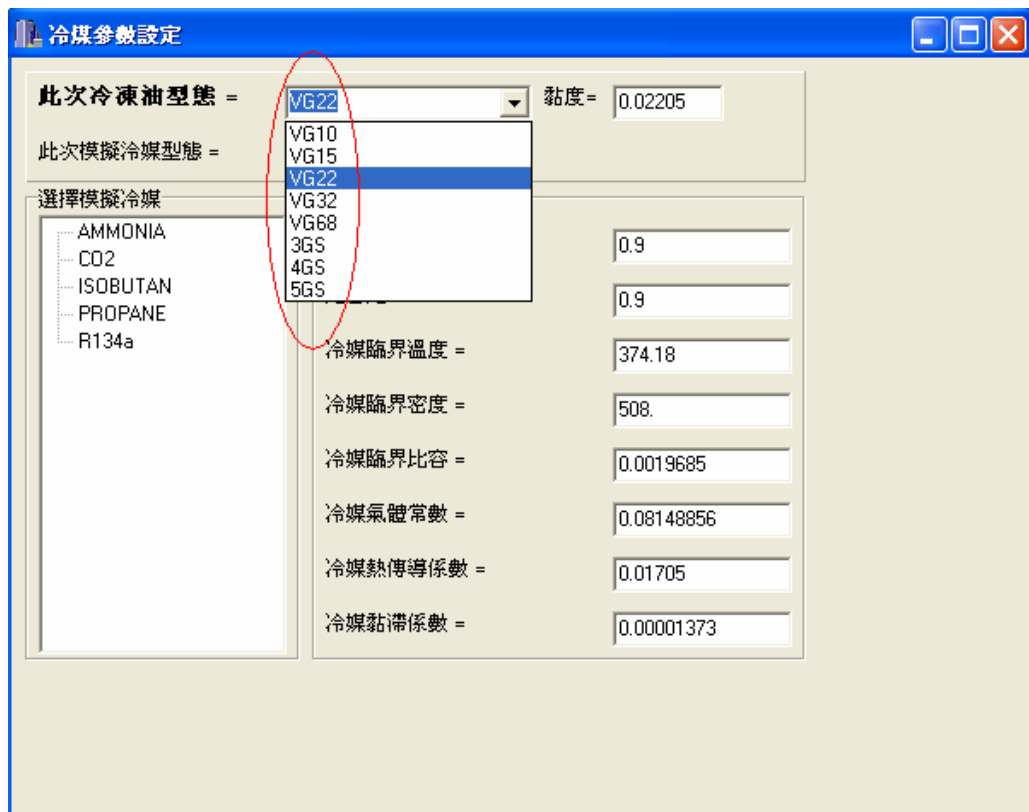 冷媒參數設定
此次冷凍油型態 = VG22 黏度= 0.02205
VG10
VG15
VG22
VG32
VG68
3GS
4GS
5GS
此次模擬冷媒型態 =
選擇模擬冷媒
AMMONIA
CO2
ISOBUTAN
PROPANE
R134a
0.9
0.9
冷媒臨界溫度 = 374.18
冷媒臨界密度 = 508.
冷媒臨界比容 = 0.0019685
冷媒氣體常數 = 0.08148856
冷媒熱傳導係數 = 0.01705
冷媒黏滯係數 = 0.00001373